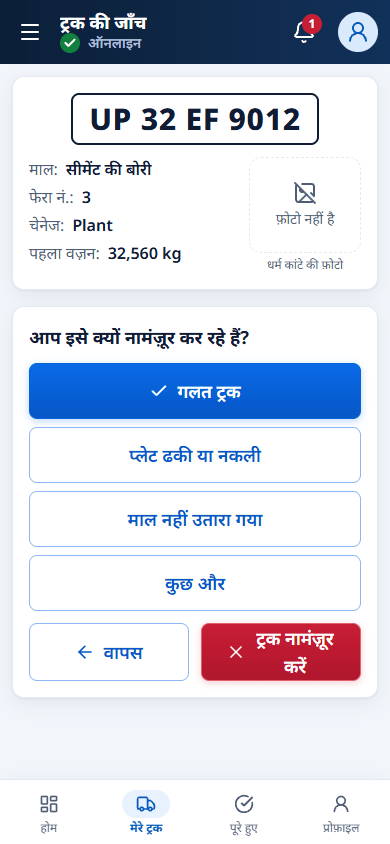 ट्रक की जाँच
ऑनलाइन
1
UP 32 EF 9012
माल: सीमेंट की बोरी
फेरा नं.: 3
चेनेज: Plant
पहला वज़न: 32,560 kg
फ़ोटो नहीं है
धर्म कांटे की फ़ोटो
आप इसे क्यों नामंज़ूर कर रहे हैं?
गलत ट्रक
प्लेट ढकी या नकली
माल नहीं उतारा गया
कुछ और
वापस
ट्रक नामंज़ूर
करें
होम
मेरे ट्रक
पूरे हुए
प्रोफ़ाइल